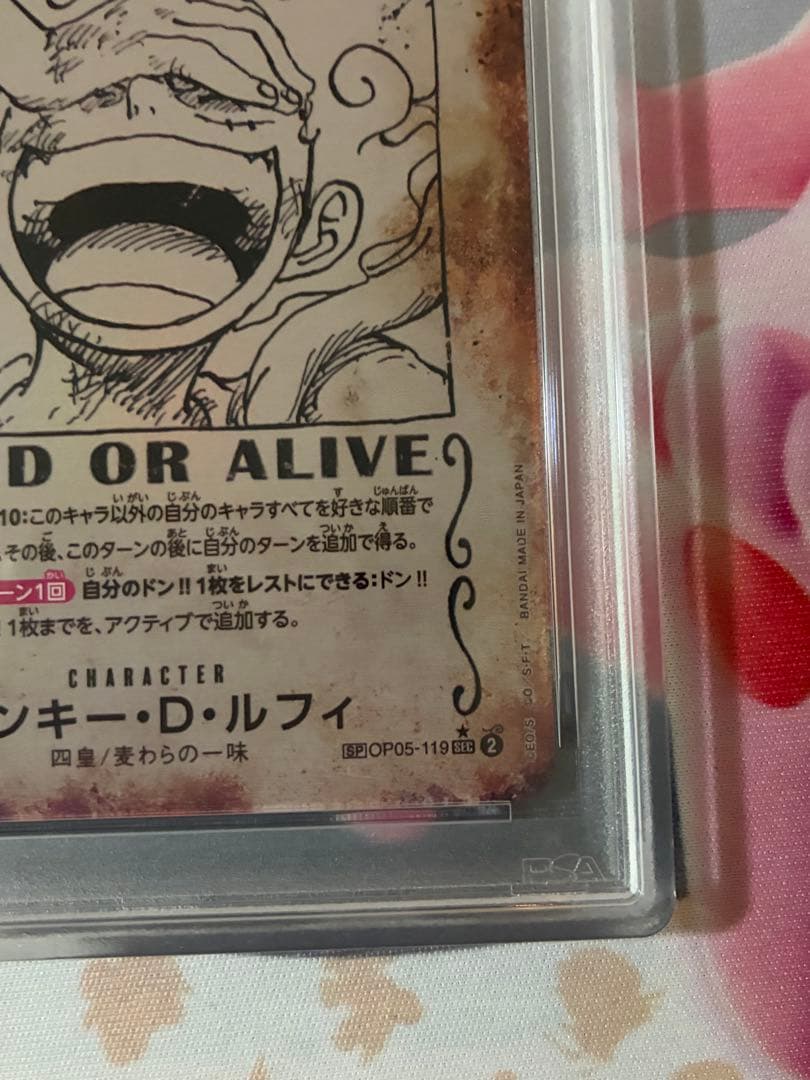 D OR ALIVE
10:このキャラ以外の自分のキャラすべてを好きな順番で
その後、このターンの後に自分のターンを追加で得る。
ーン1回 自分のドン!!1枚をレストにできる:ドン!!
1枚までを、アクティブで追加する。
CHARACTER
ンキー・D・ルフィ
四皇/麦わらの一味
SP OP05-119 SEC 2
BANDAI MADE IN JAPAN
PSA